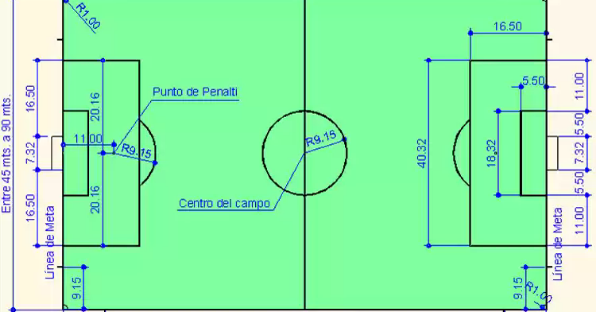 R1.00
16.50
Entre 45 mts. a 90 mts.
16.50
7.32
16.50
20.16
20.16
11.00
Punto de Penalti
R9.15
R9.15
Centro del campo
40.32
18,32
5.50
11.00
5.50
7.32
5.50
11.00
Línea de Meta
Línea de Meta
9.15
9.15
R1.00